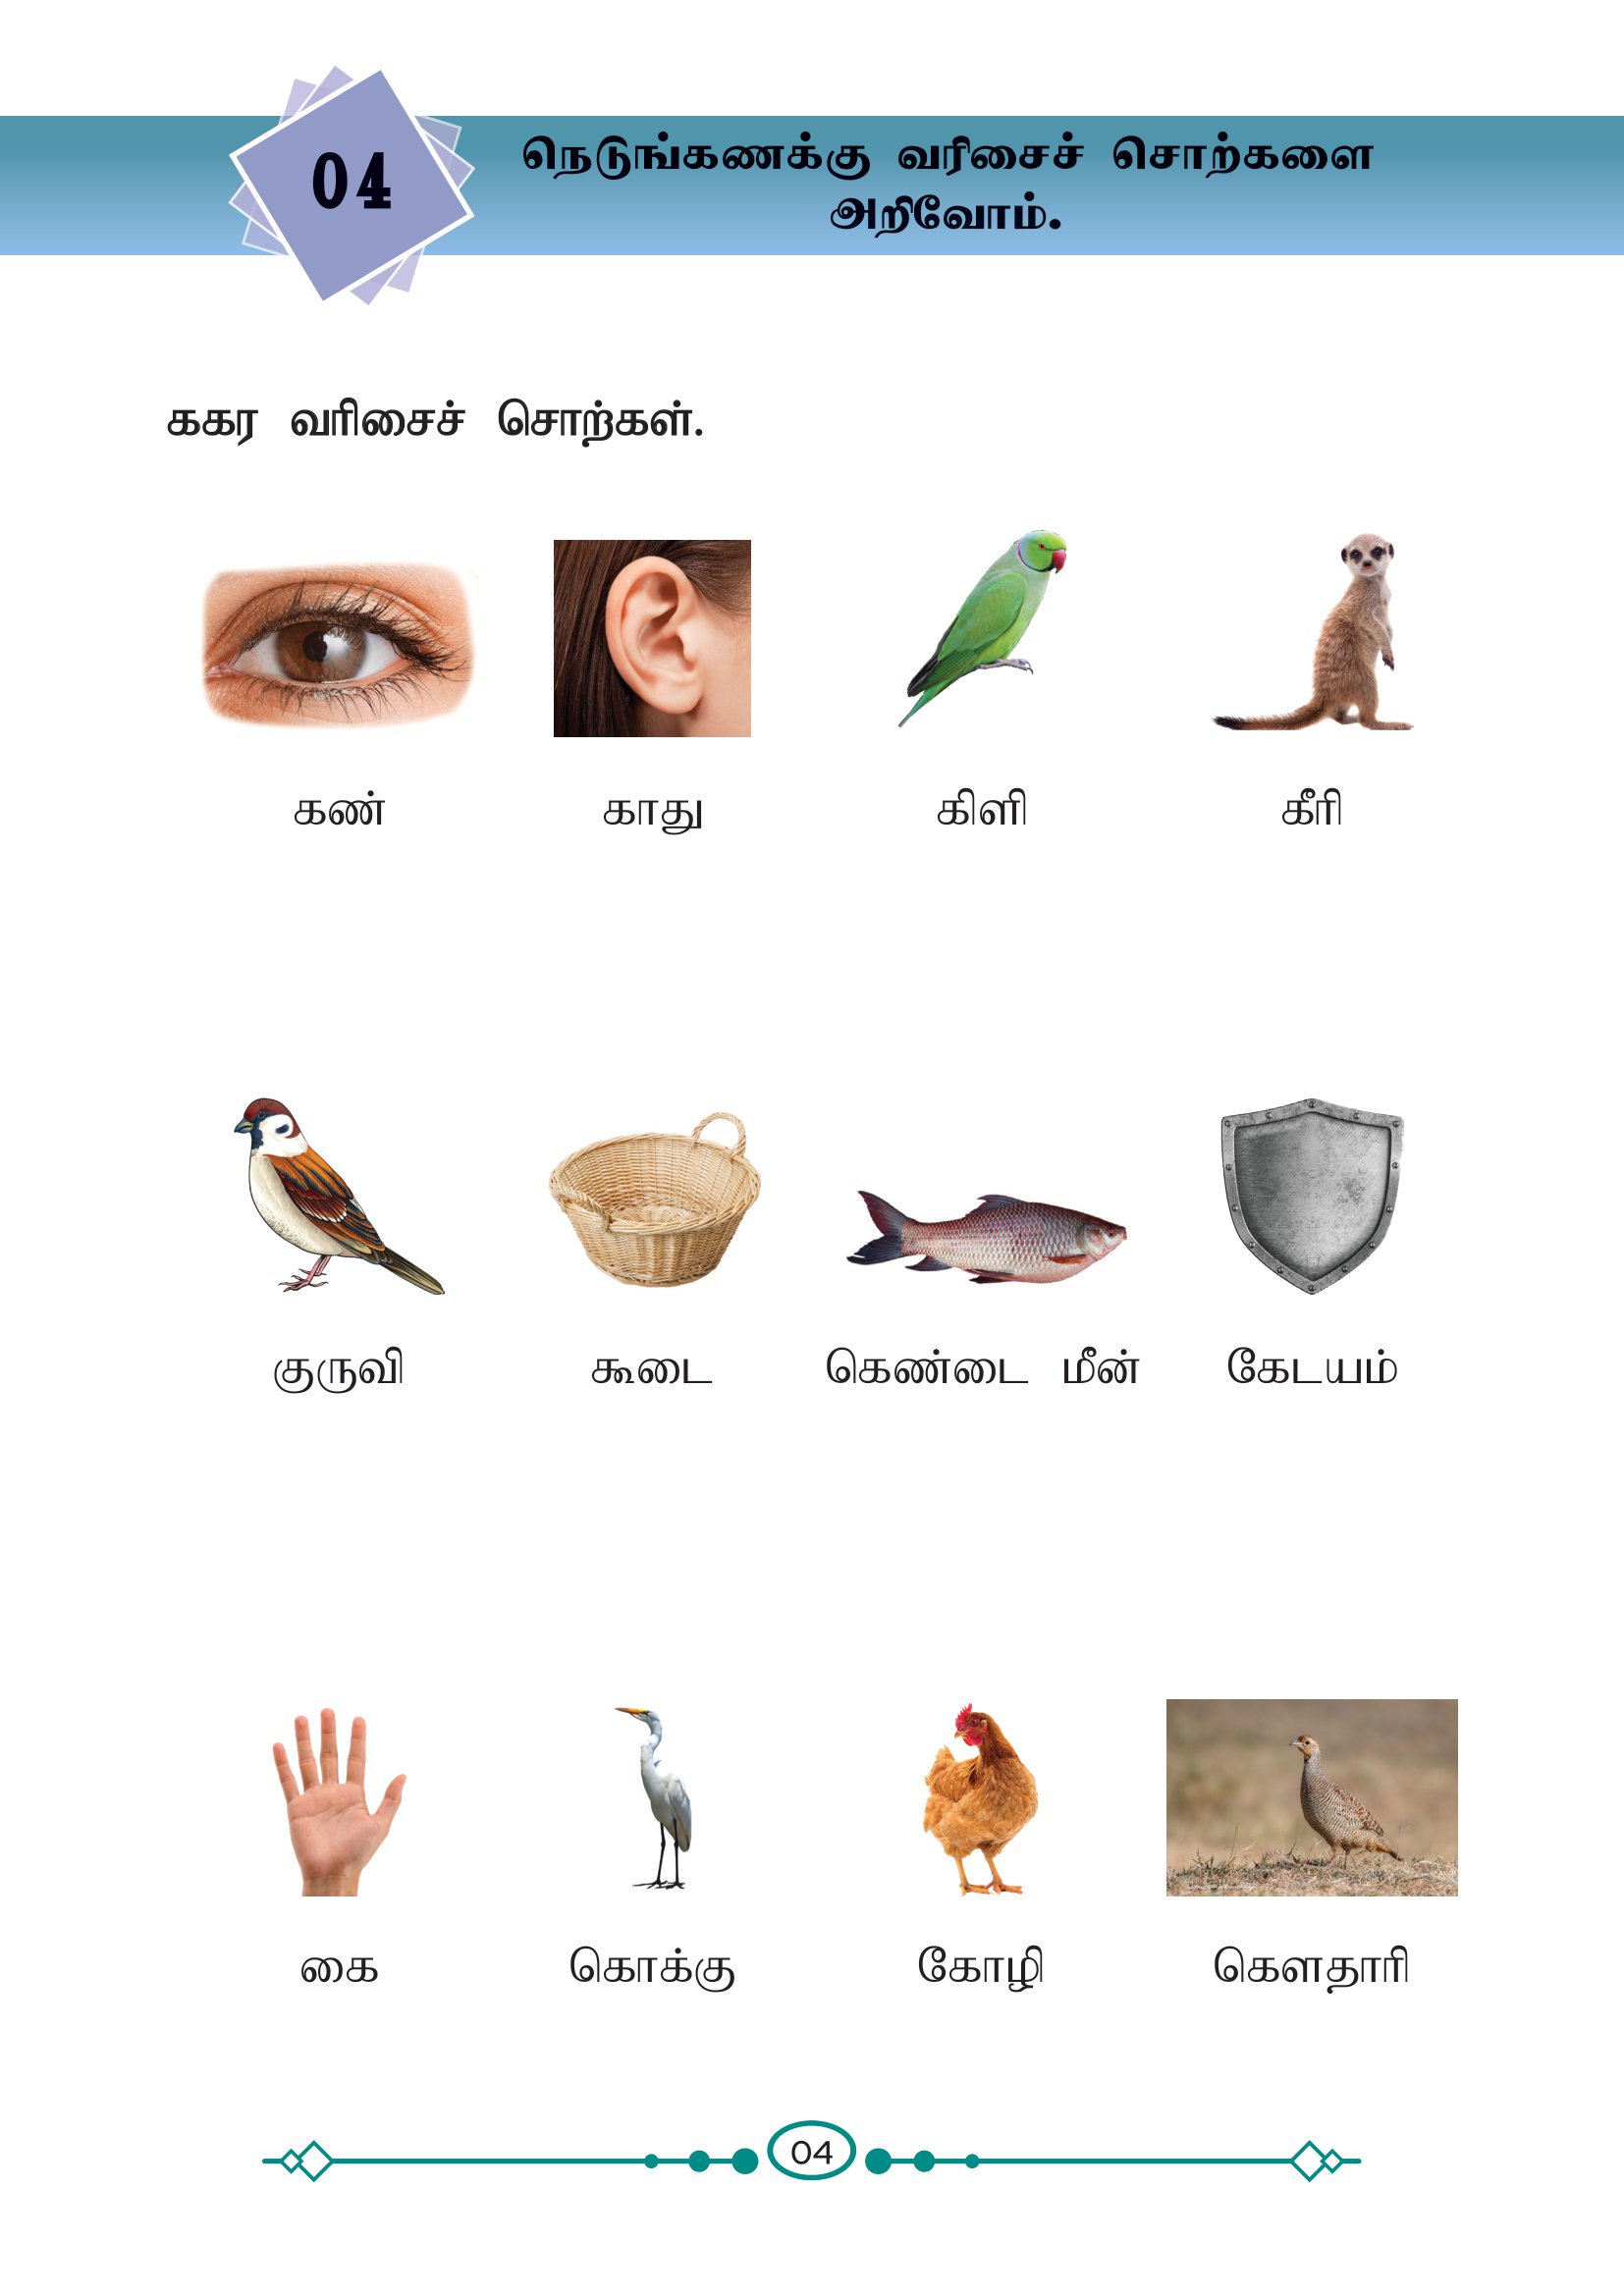 04
நெடுங்கணக்கு வரிசைச் சொற்களை
அறிவோம்.
ககர வரிசைச் சொற்கள்.
கண் காது கிளி கீரி
குருவி கூடை கெண்டை மீன் கேடயம்
கை கொக்கு கோழி கௌதாரி
04